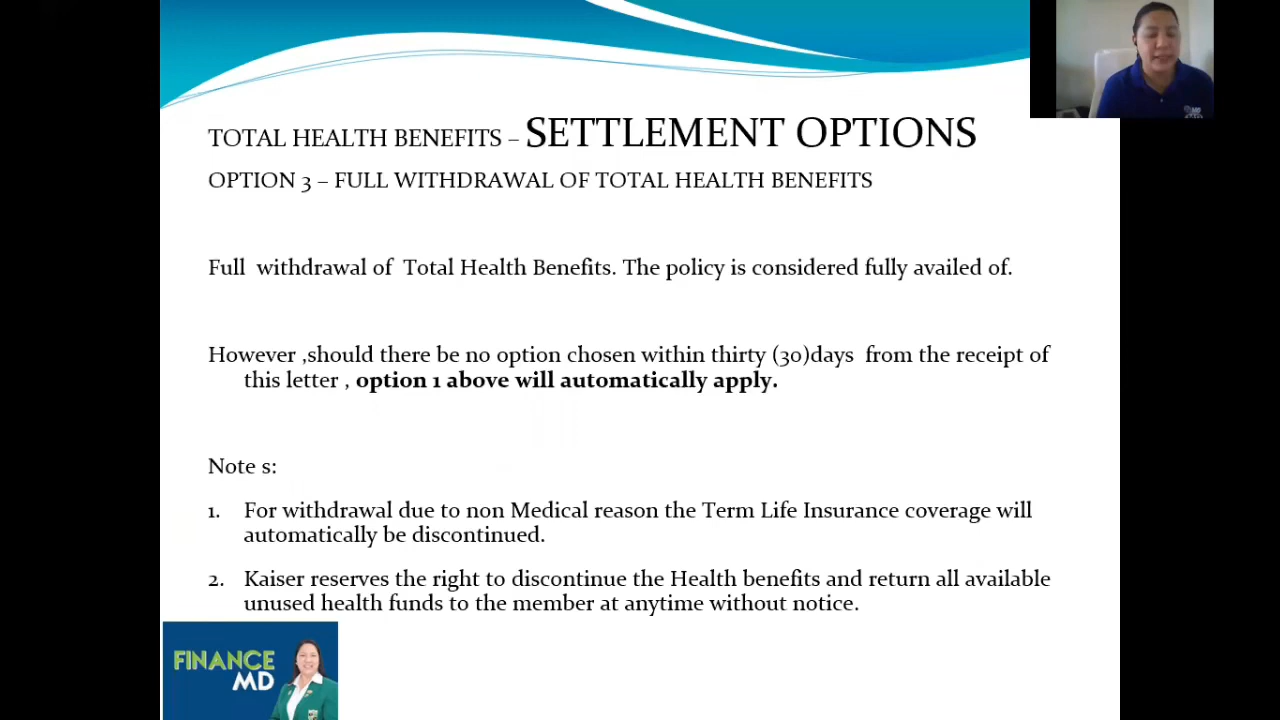 TOTAL HEALTH BENEFITS – SETTLEMENT OPTIONS
OPTION 3 – FULL WITHDRAWAL OF TOTAL HEALTH BENEFITS
Full withdrawal of Total Health Benefits. The policy is considered fully availed of.
However ,should there be no option chosen within thirty (30)days from the receipt of
this letter , option 1 above will automatically apply.
Note s:
1. For withdrawal due to non Medical reason the Term Life Insurance coverage will
automatically be discontinued.
2. Kaiser reserves the right to discontinue the Health benefits and return all available
unused health funds to the member at anytime without notice.
FINANCE
MD